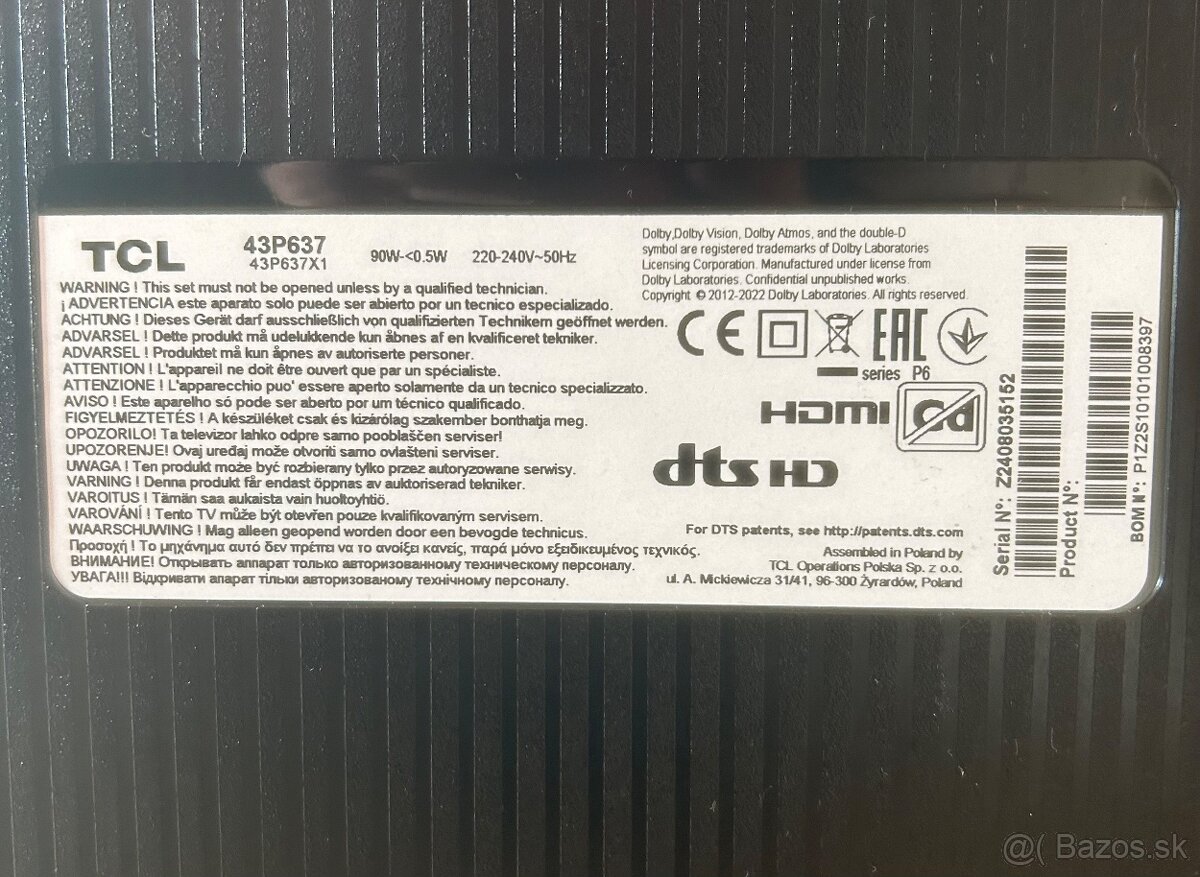 TCL
43P637
43P637X1
90W-<0.5W
220-240V~50Hz
WARNING ! This set must not be opened unless by a qualified technician.
¡ ADVERTENCIA este aparato solo puede ser abierto por un tecnico especializado.
ACHTUNG ! Dieses Gerät darf ausschließlich von qualifizierten Technikern geöffnet werden.
ADVARSEL ! Dette produkt må udelukkende kun åbnes af en kvalificeret tekniker.
ADVARSEL ! Produktet må kun åpnes av autoriserte personer.
ATTENTION ! L'appareil ne doit être ouvert que par un spécialiste.
ATTENZIONE ! L'apparecchio puo' essere aperto solamente da un tecnico specializzato.
AVISO ! Este aparelho só pode ser abierto por um técnico qualificado.
FIGYELMEZTETÉS ! A készüléket csak és kizárólag szakember bonthatja meg.
OPOZORILO! Ta televizor lahko odpre samo pooblaščen serviser!
UPOZORENJE! Ovaj uređaj može otvoriti samo ovlašteni serviser.
UWAGA ! Ten produkt może być rozbierany tylko przez autoryzowane serwisy.
VARNING ! Denna produkt får endast öppnas av auktoriserad tekniker.
VAROITUS ! Tämän saa aukaista vain huoltoyhtiö.
VAROVÁNÍ ! Tento TV může být otevřen pouze kvalifikovaným servisem.
WAARSCHUWING ! Mag alleen geopend worden door een bevogde technicus.
Προσοχή ! Το μηχάνημα αυτό δεν πρέπει να το ανοίξει κανείς, παρά μόνο εξειδικευμένος τεχνικός.
ВНИМАНИЕ! Открывать аппарат только авторизованному техническому персоналу.
УВАГА!!! Відкривати апарат тільки авторизованому технічному персоналу.
Dolby,Dolby Vision, Dolby Atmos, and the double-D
symbol are registered trademarks of Dolby Laboratories
Licensing Corporation. Manufactured under license from
Dolby Laboratories. Confidential unpublished works.
Copyright © 2012-2022 Dolby Laboratories. All rights reserved.
CE EAC
series P6
HDMI
dts HD
For DTS patents, see http://patents.dts.com
Assembled in Poland by
TCL Operations Polska Sp. z o.o.
ul. A. Mickiewicza 31/41, 96-300 Żyrardów, Poland
Serial N°: Z2408035152
Product N°:
BOM N°: P1Z2S10101008397
@( Bazos.sk